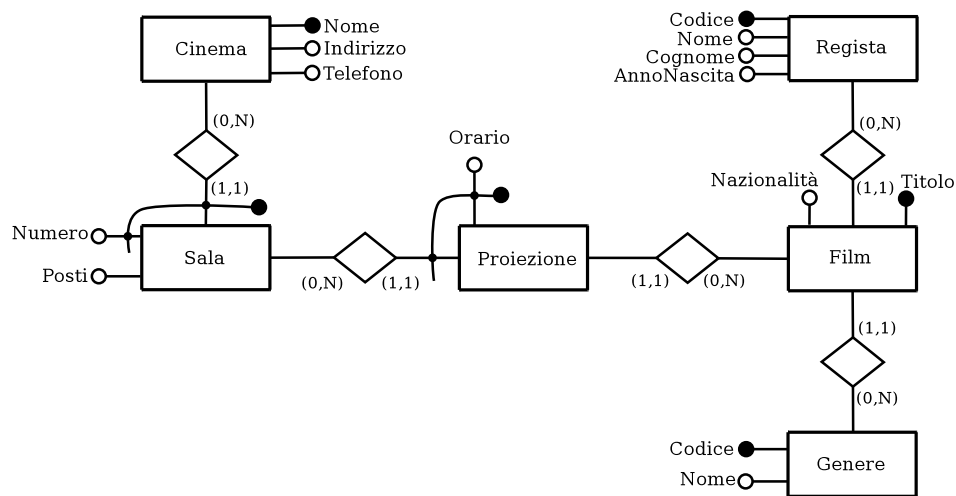 Cinema
Nome
Indirizzo
Telefono
Codice
Nome
Cognome
AnnoNascita
Regista
(0,N)
(1,1)
Orario
(0,N)
(1,1)
Nazionalità
Titolo
Numero
Posti
Sala
(0,N)
(1,1)
Proiezione
(1,1)
(0,N)
Film
(1,1)
(0,N)
Codice
Nome
Genere